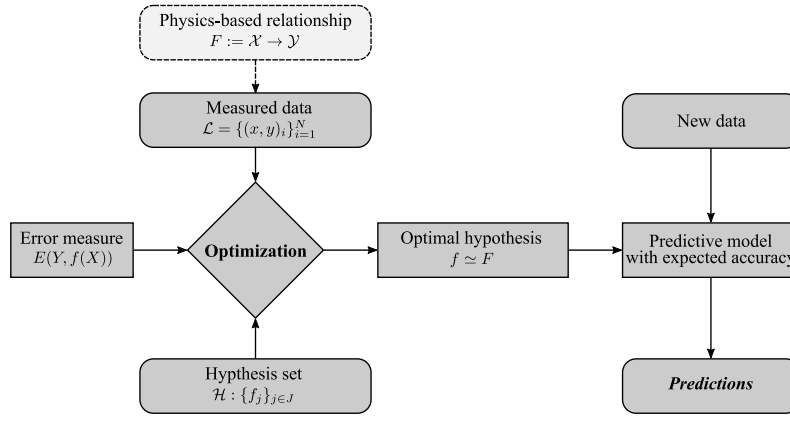 Physics-based relationship
F := 𝒳 → 𝒴
Measured data
ℒ = {(x, y)ᵢ}ᵢ₌₁ᴺ
New data
Error measure
E(Y, f(X))
Optimization
Optimal hypothesis
f ≃ F
Predictive model
with expected accuracy
Hypthesis set
ℋ : {fⱼ}ⱼ∈J
Predictions